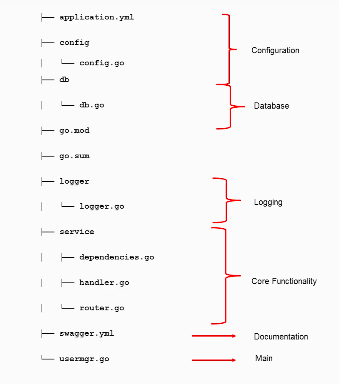 ├── application.yml
├── config
│ └── config.go
Configuration
├── db
│ └── db.go
Database
├── go.mod
├── go.sum
├── logger
│ └── logger.go
Logging
├── service
│ ├── dependencies.go
│ ├── handler.go
Core Functionality
│ └── router.go
├── swagger.yml
Documentation
└── usermgr.go
Main